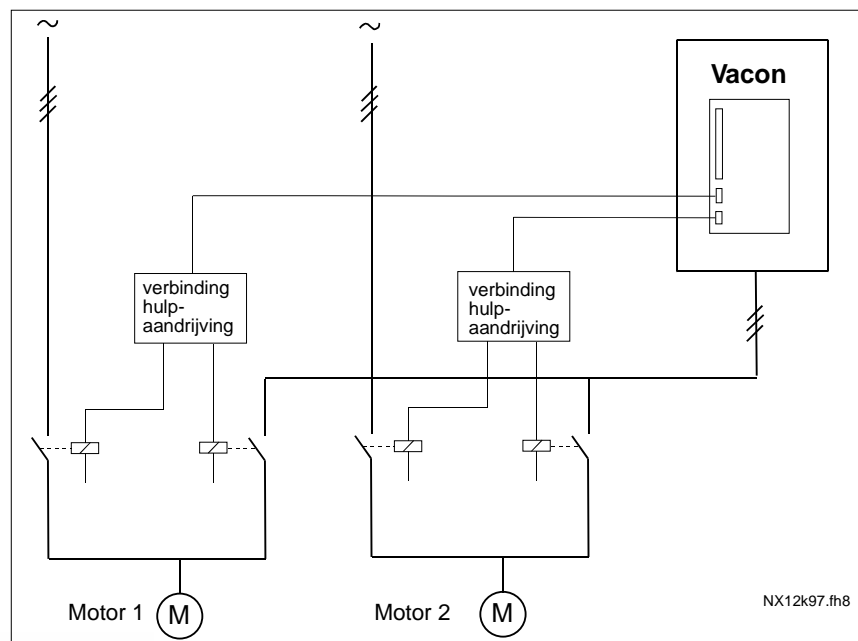 Vacon
verbinding
hulp-
aandrijving
verbinding
hulp-
aandrijving
Motor 1
M
Motor 2
M
NX12k97.fh8